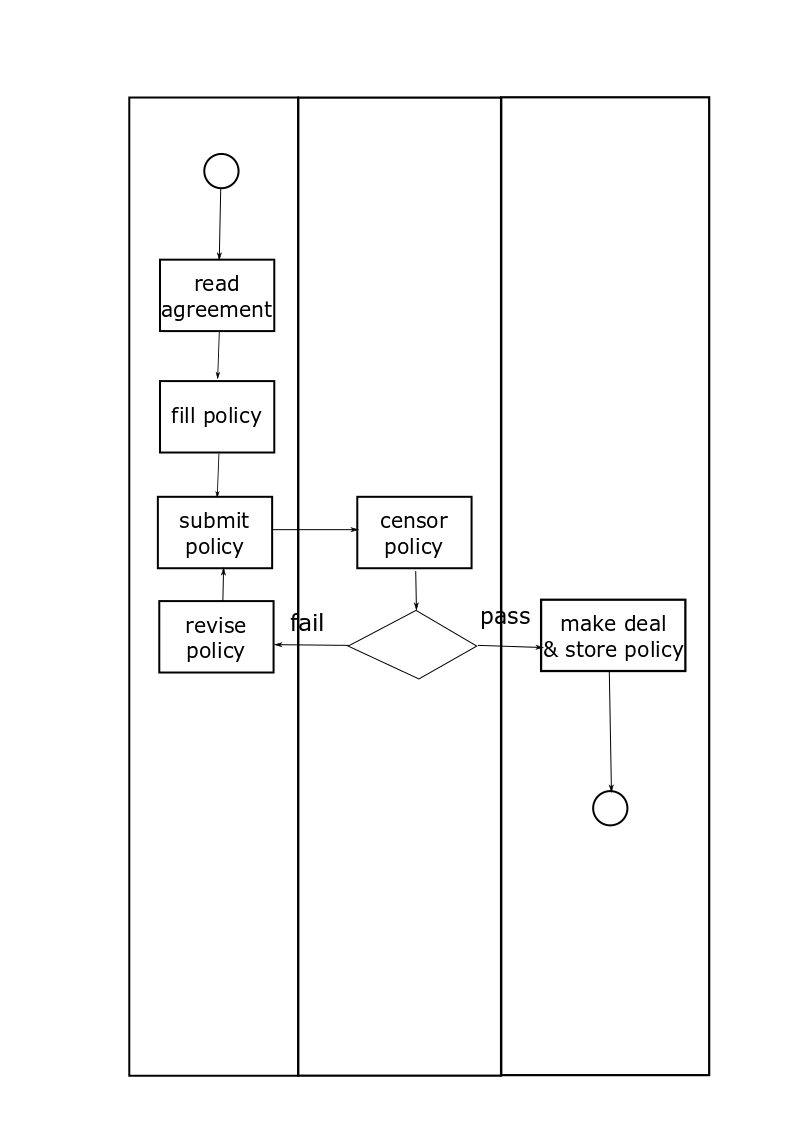 read
agreement
fill policy
submit
policy
censor
policy
fail
pass
revise
policy
make deal
& store policy